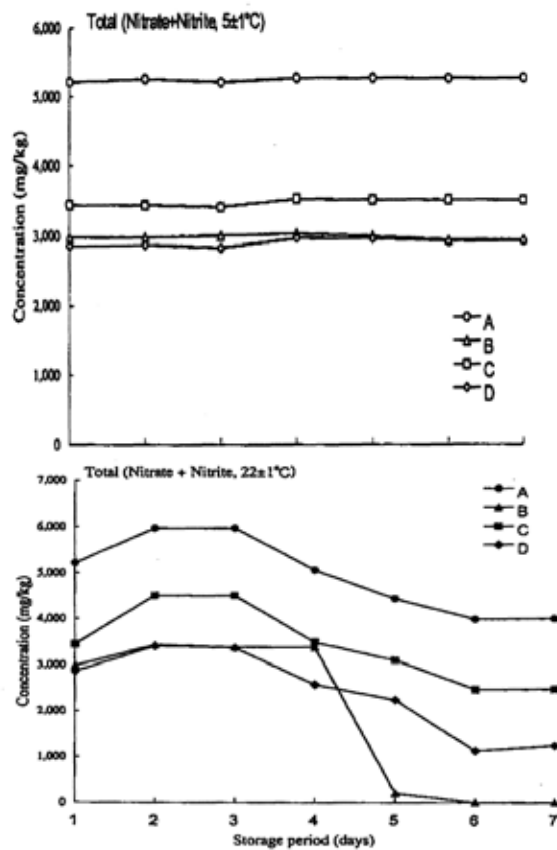 Total (Nitrate+Nitrite, 5±1°C)
6,000
5,000
4,000
3,000
2,000
1,000
0
Concentration (mg/kg)
A
B
C
D
Total (Nitrate + Nitrite, 22±1°C)
7,000
6,000
5,000
4,000
3,000
2,000
1,000
0
Concentration (mg/kg)
A
B
C
D
1 2 3 4 5 6 7
Storage period (days)